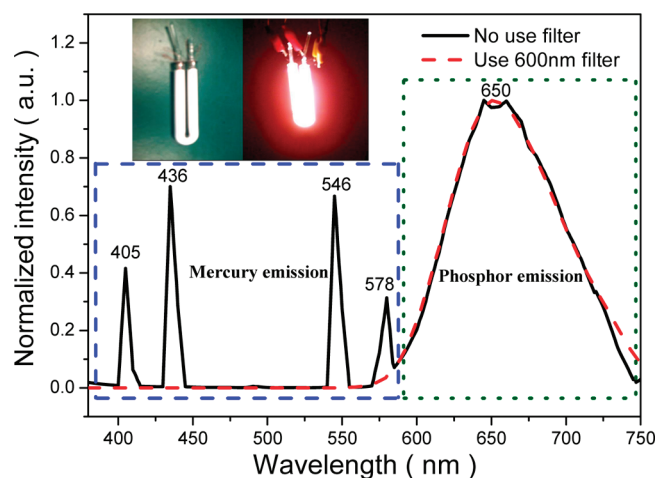 No use filter
Use 600nm filter
650
436
546
405
578
Mercury emission
Phosphor emission
Normalized intensity ( a.u. )
1.2
1.0
0.8
0.6
0.4
0.2
0.0
400 450 500 550 600 650 700 750
Wavelength ( nm )